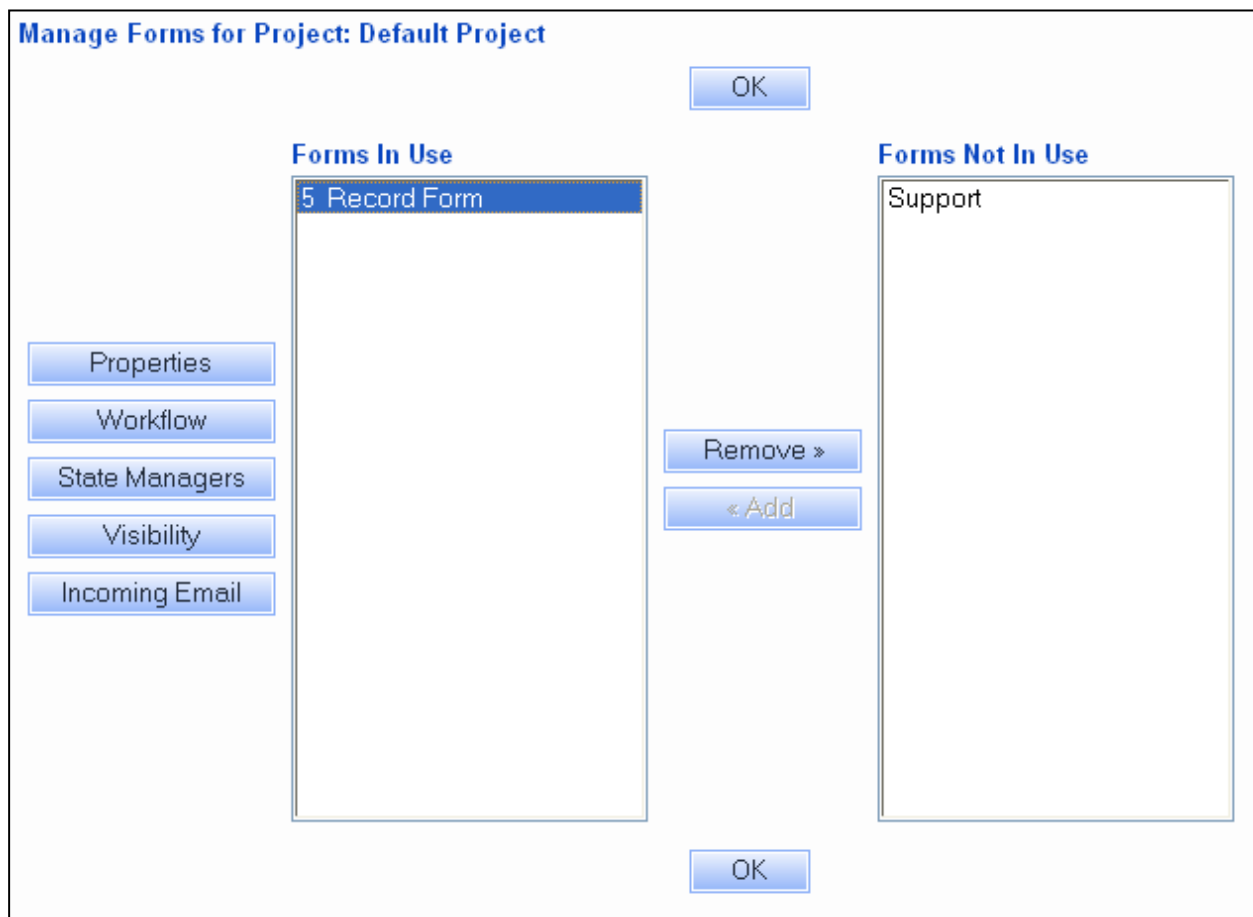 Manage Forms for Project: Default Project
OK
Forms In Use
Forms Not In Use
5 Record Form
Support
Properties
Workflow
State Managers
Visibility
Incoming Email
Remove »
« Add
OK